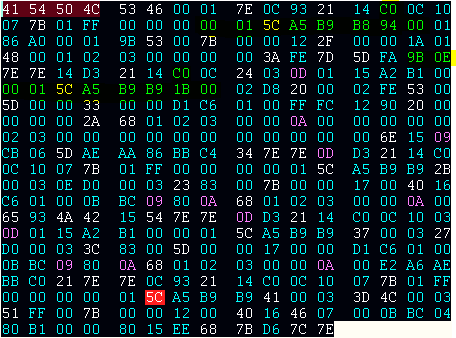 41 54 50 4C 53 46 00 01 7E 0C 93 21 14 C0 0C 10
07 7B 01 FF 00 00 00 00 01 5C A5 B9 B8 94 00 01
86 A0 00 01 9B 53 00 7B 00 00 12 2F 00 00 1A 01
48 00 01 02 03 00 00 00 00 3A FE 7D 5D FA 9B 0E
7E 7E 14 D3 21 14 C0 0C 24 03 0D 01 15 A2 B1 00
00 01 5C A5 B9 B9 1B 00 02 D8 20 00 02 FE 53 00
5D 00 00 33 00 00 D1 C6 01 00 FF FC 12 90 20 00
00 00 00 2A 68 01 02 03 00 00 0A 00 00 00 00 00
02 03 00 00 00 00 00 00 00 00 00 00 00 6E 15 09
CB 06 5D AE AA 86 BB C4 34 7E 7E 0D D3 21 14 C0
0C 10 07 7B 01 FF 00 00 00 00 01 5C A5 B9 B9 2B
00 03 E0 D0 00 03 23 83 00 7B 00 00 17 00 40 16
C6 01 00 0B BC 09 80 0A 68 01 02 03 00 00 0A 00
65 93 4A 42 15 54 7E 7E 0D D3 21 14 C0 0C 10 03
0D 01 15 A2 B1 00 00 01 5C A5 B9 B9 37 00 03 27
D0 00 03 3C 83 00 5D 00 00 17 00 00 D1 C6 01 00
0B BC 09 80 0A 68 01 02 03 00 00 0A 00 E2 A6 AE
BB C0 21 7E 7E 0C 93 21 14 C0 0C 10 07 7B 01 FF
00 00 00 00 01 5C A5 B9 B9 41 00 03 3D 4C 00 03
51 FF 00 7B 00 00 12 00 40 16 46 07 00 0B BC 04
80 B1 00 00 80 15 EE 68 7B D6 7C 7E